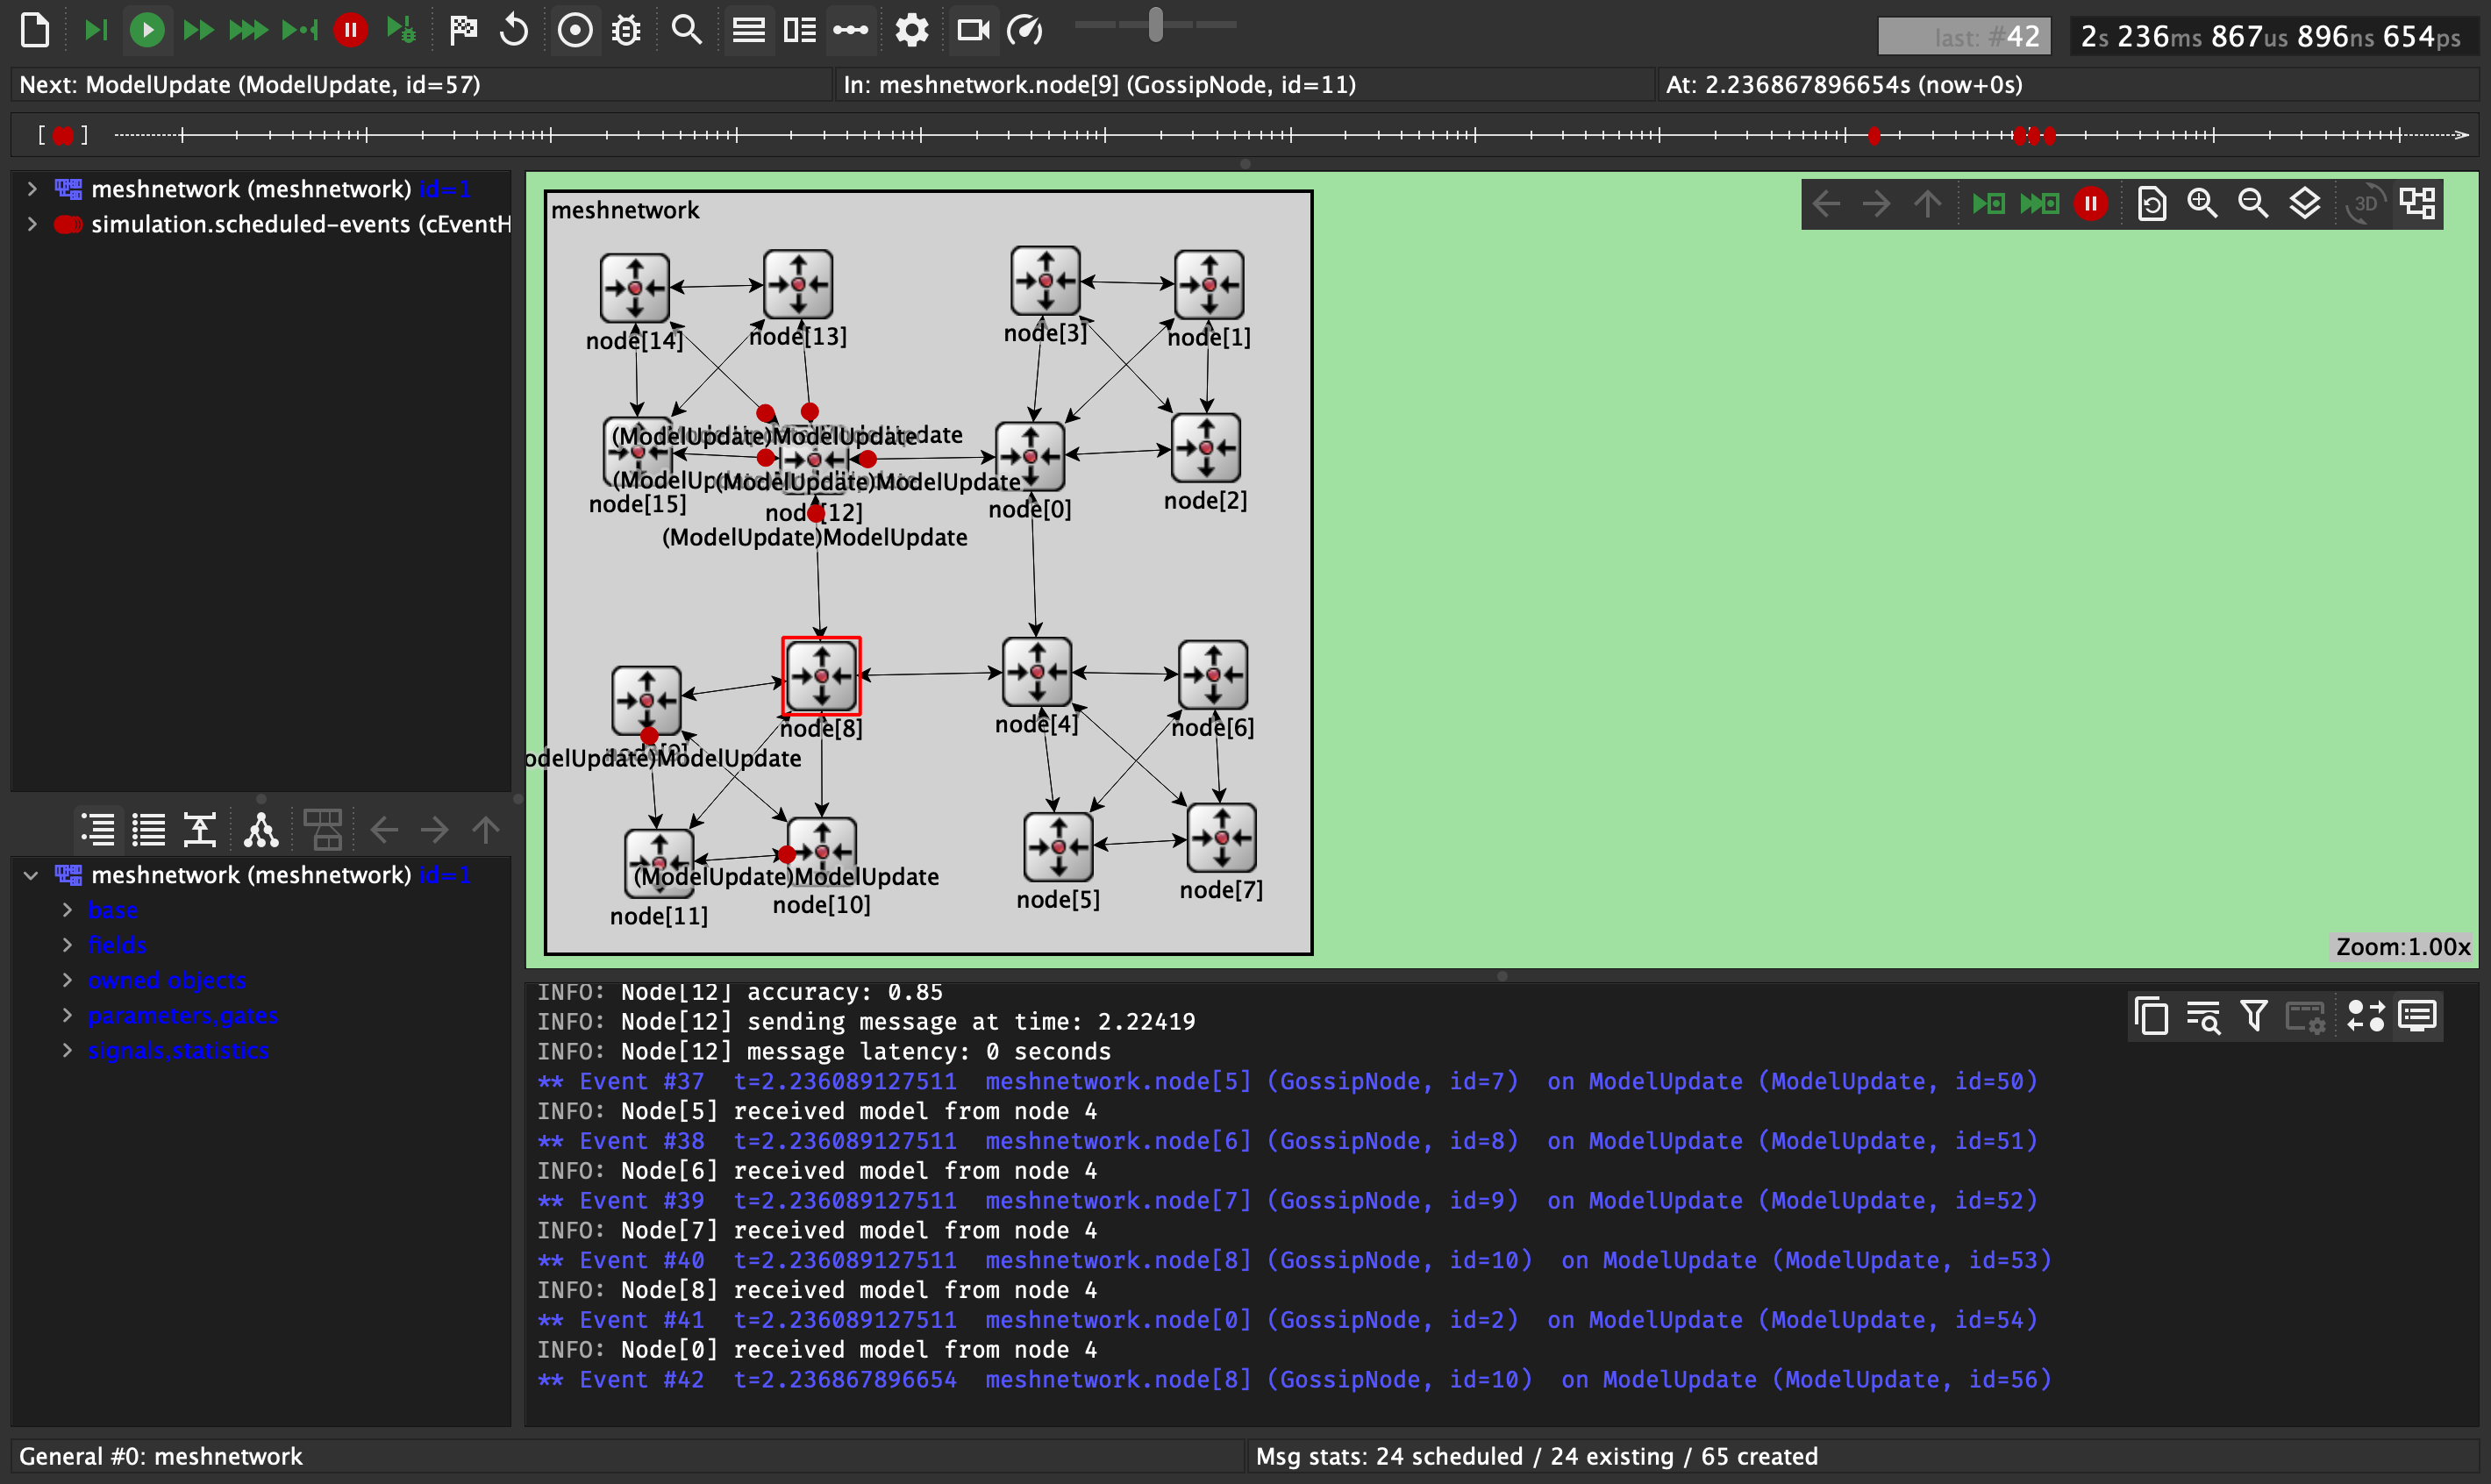 last: #42
2s 236ms 867us 896ns 654ps
Next: ModelUpdate (ModelUpdate, id=57)
In: meshnetwork.node[9] (GossipNode, id=11)
At: 2.236867896654s (now+0s)
meshnetwork (meshnetwork) id=1
simulation.scheduled-events (cEventH
meshnetwork
3D
node[14]
node[13]
node[3]
node[1]
(ModelUpdate)ModelUpdate
date
(ModelUp
(ModelUpdate)ModelUpdate
node[15]
node[12]
node[0]
node[2]
(ModelUpdate)ModelUpdate
node[8]
node[4]
node[6]
odelUpdate)ModelUpdate
(ModelUpdate)ModelUpdate
node[11]
node[10]
node[5]
node[7]
Zoom:1.00x
meshnetwork (meshnetwork) id=1
base
fields
owned objects
parameters,gates
signals,statistics
INFO: Node[12] accuracy: 0.85
INFO: Node[12] sending message at time: 2.22419
INFO: Node[12] message latency: 0 seconds
** Event #37 t=2.236089127511 meshnetwork.node[5] (GossipNode, id=7) on ModelUpdate (ModelUpdate, id=50)
INFO: Node[5] received model from node 4
** Event #38 t=2.236089127511 meshnetwork.node[6] (GossipNode, id=8) on ModelUpdate (ModelUpdate, id=51)
INFO: Node[6] received model from node 4
** Event #39 t=2.236089127511 meshnetwork.node[7] (GossipNode, id=9) on ModelUpdate (ModelUpdate, id=52)
INFO: Node[7] received model from node 4
** Event #40 t=2.236089127511 meshnetwork.node[8] (GossipNode, id=10) on ModelUpdate (ModelUpdate, id=53)
INFO: Node[8] received model from node 4
** Event #41 t=2.236089127511 meshnetwork.node[0] (GossipNode, id=2) on ModelUpdate (ModelUpdate, id=54)
INFO: Node[0] received model from node 4
** Event #42 t=2.236867896654 meshnetwork.node[8] (GossipNode, id=10) on ModelUpdate (ModelUpdate, id=56)
General #0: meshnetwork
Msg stats: 24 scheduled / 24 existing / 65 created